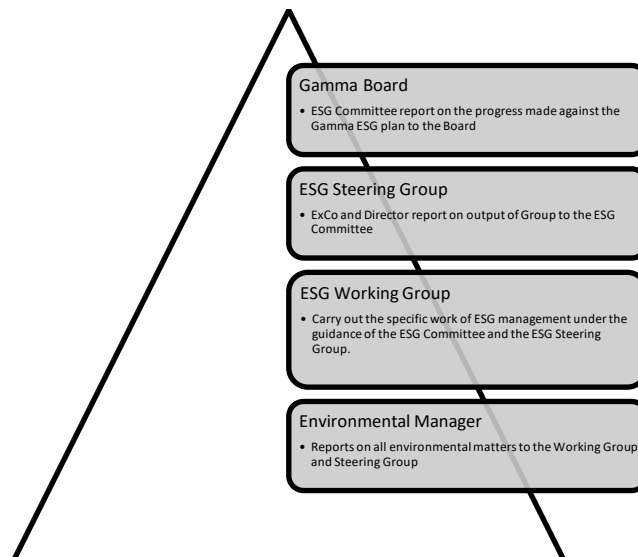 Gamma Board
• ESG Committee report on the progress made against the
Gamma ESG plan to the Board
ESG Steering Group
• ExCo and Director report on output of Group to the ESG
Committee
ESG Working Group
• Carry out the specific work of ESG management under the
guidance of the ESG Committee and the ESG Steering
Group.
Environmental Manager
• Reports on all environmental matters to the Working Group
and Steering Group